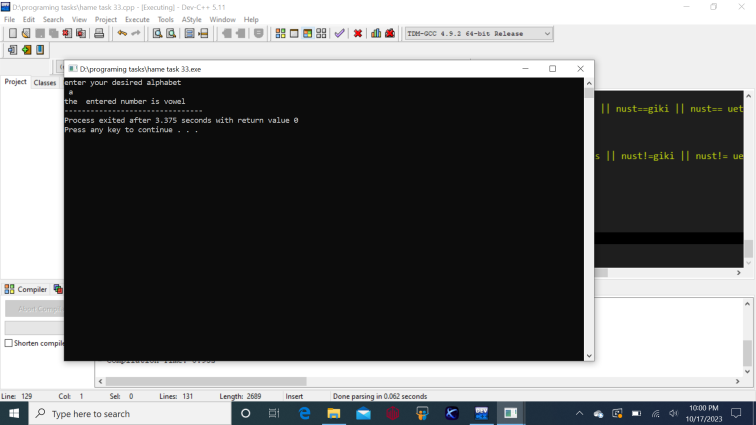 D:\programing tasks\hame task 33.cpp - [Executing] - Dev-C++ 5.11
File Edit Search View Project Execute Tools AStyle Window Help
TDM-GCC 4.9.2 64-bit Release
Project Classes
D:\programing tasks\hame task 33.exe
enter your desired alphabet
a
the entered number is vowel
--------------------------------
Process exited after 3.375 seconds with return value 0
Press any key to continue . . .
|| nust==giki || nust== uet
s || nust!=giki || nust!= ue
Compiler
Shorten compile
Line: 129 Col: 1 Sel: 0 Lines: 131 Length: 2689 Insert Done parsing in 0.062 seconds
Type here to search
10:00 PM
10/17/2023